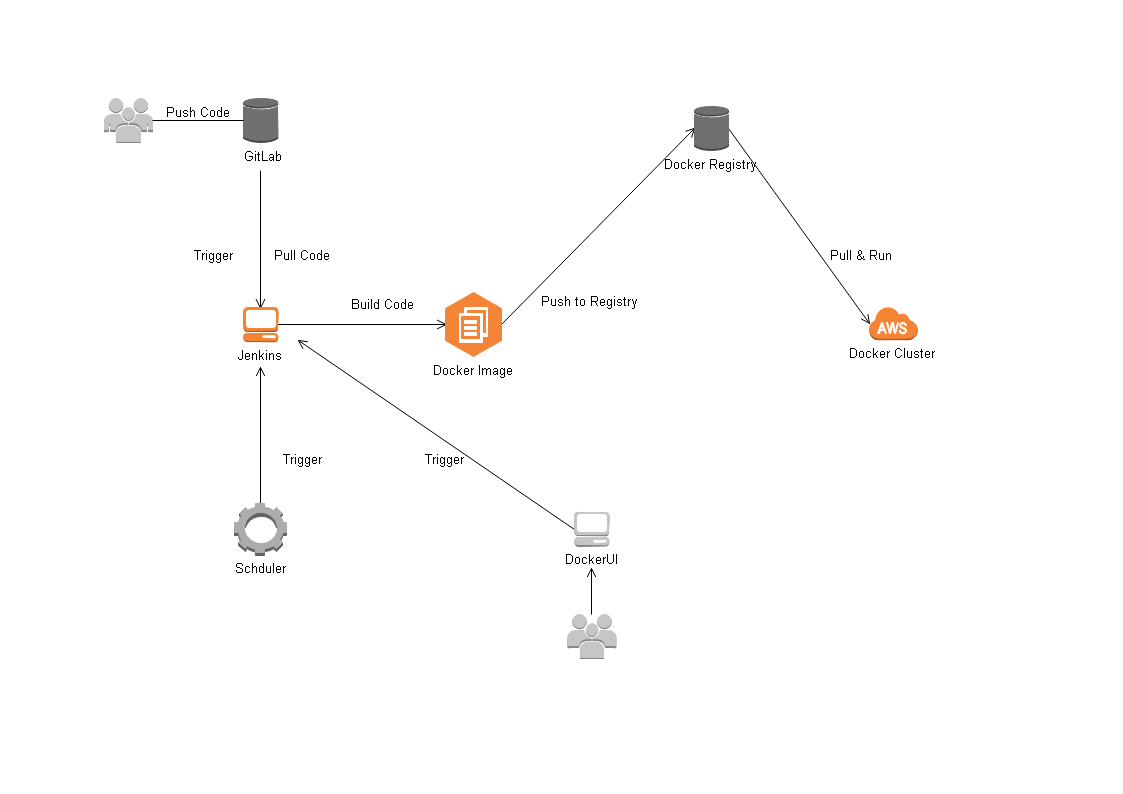 Push Code
GitLab
Docker Registry
Trigger
Pull Code
Pull & Run
Build Code
Push to Registry
AWS
Jenkins
Docker Image
Docker Cluster
Trigger
Trigger
Schduler
DockerUI